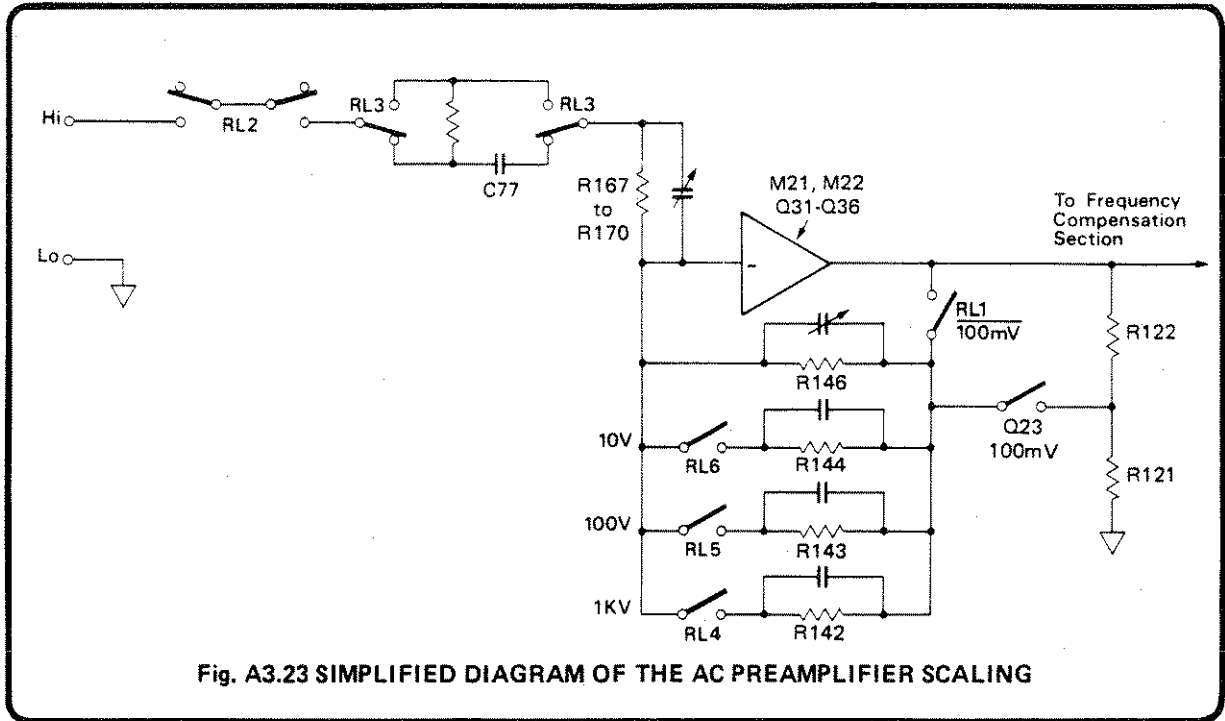 Hi
RL2
RL3
RL3
C77
R167
to
R170
M21, M22
Q31-Q36
-
To Frequency
Compensation
Section
Lo
RL1
100mV
R122
R146
Q23
100mV
10V
RL6
R144
R121
100V
RL5
R143
1KV
RL4
R142
Fig. A3.23 SIMPLIFIED DIAGRAM OF THE AC PREAMPLIFIER SCALING